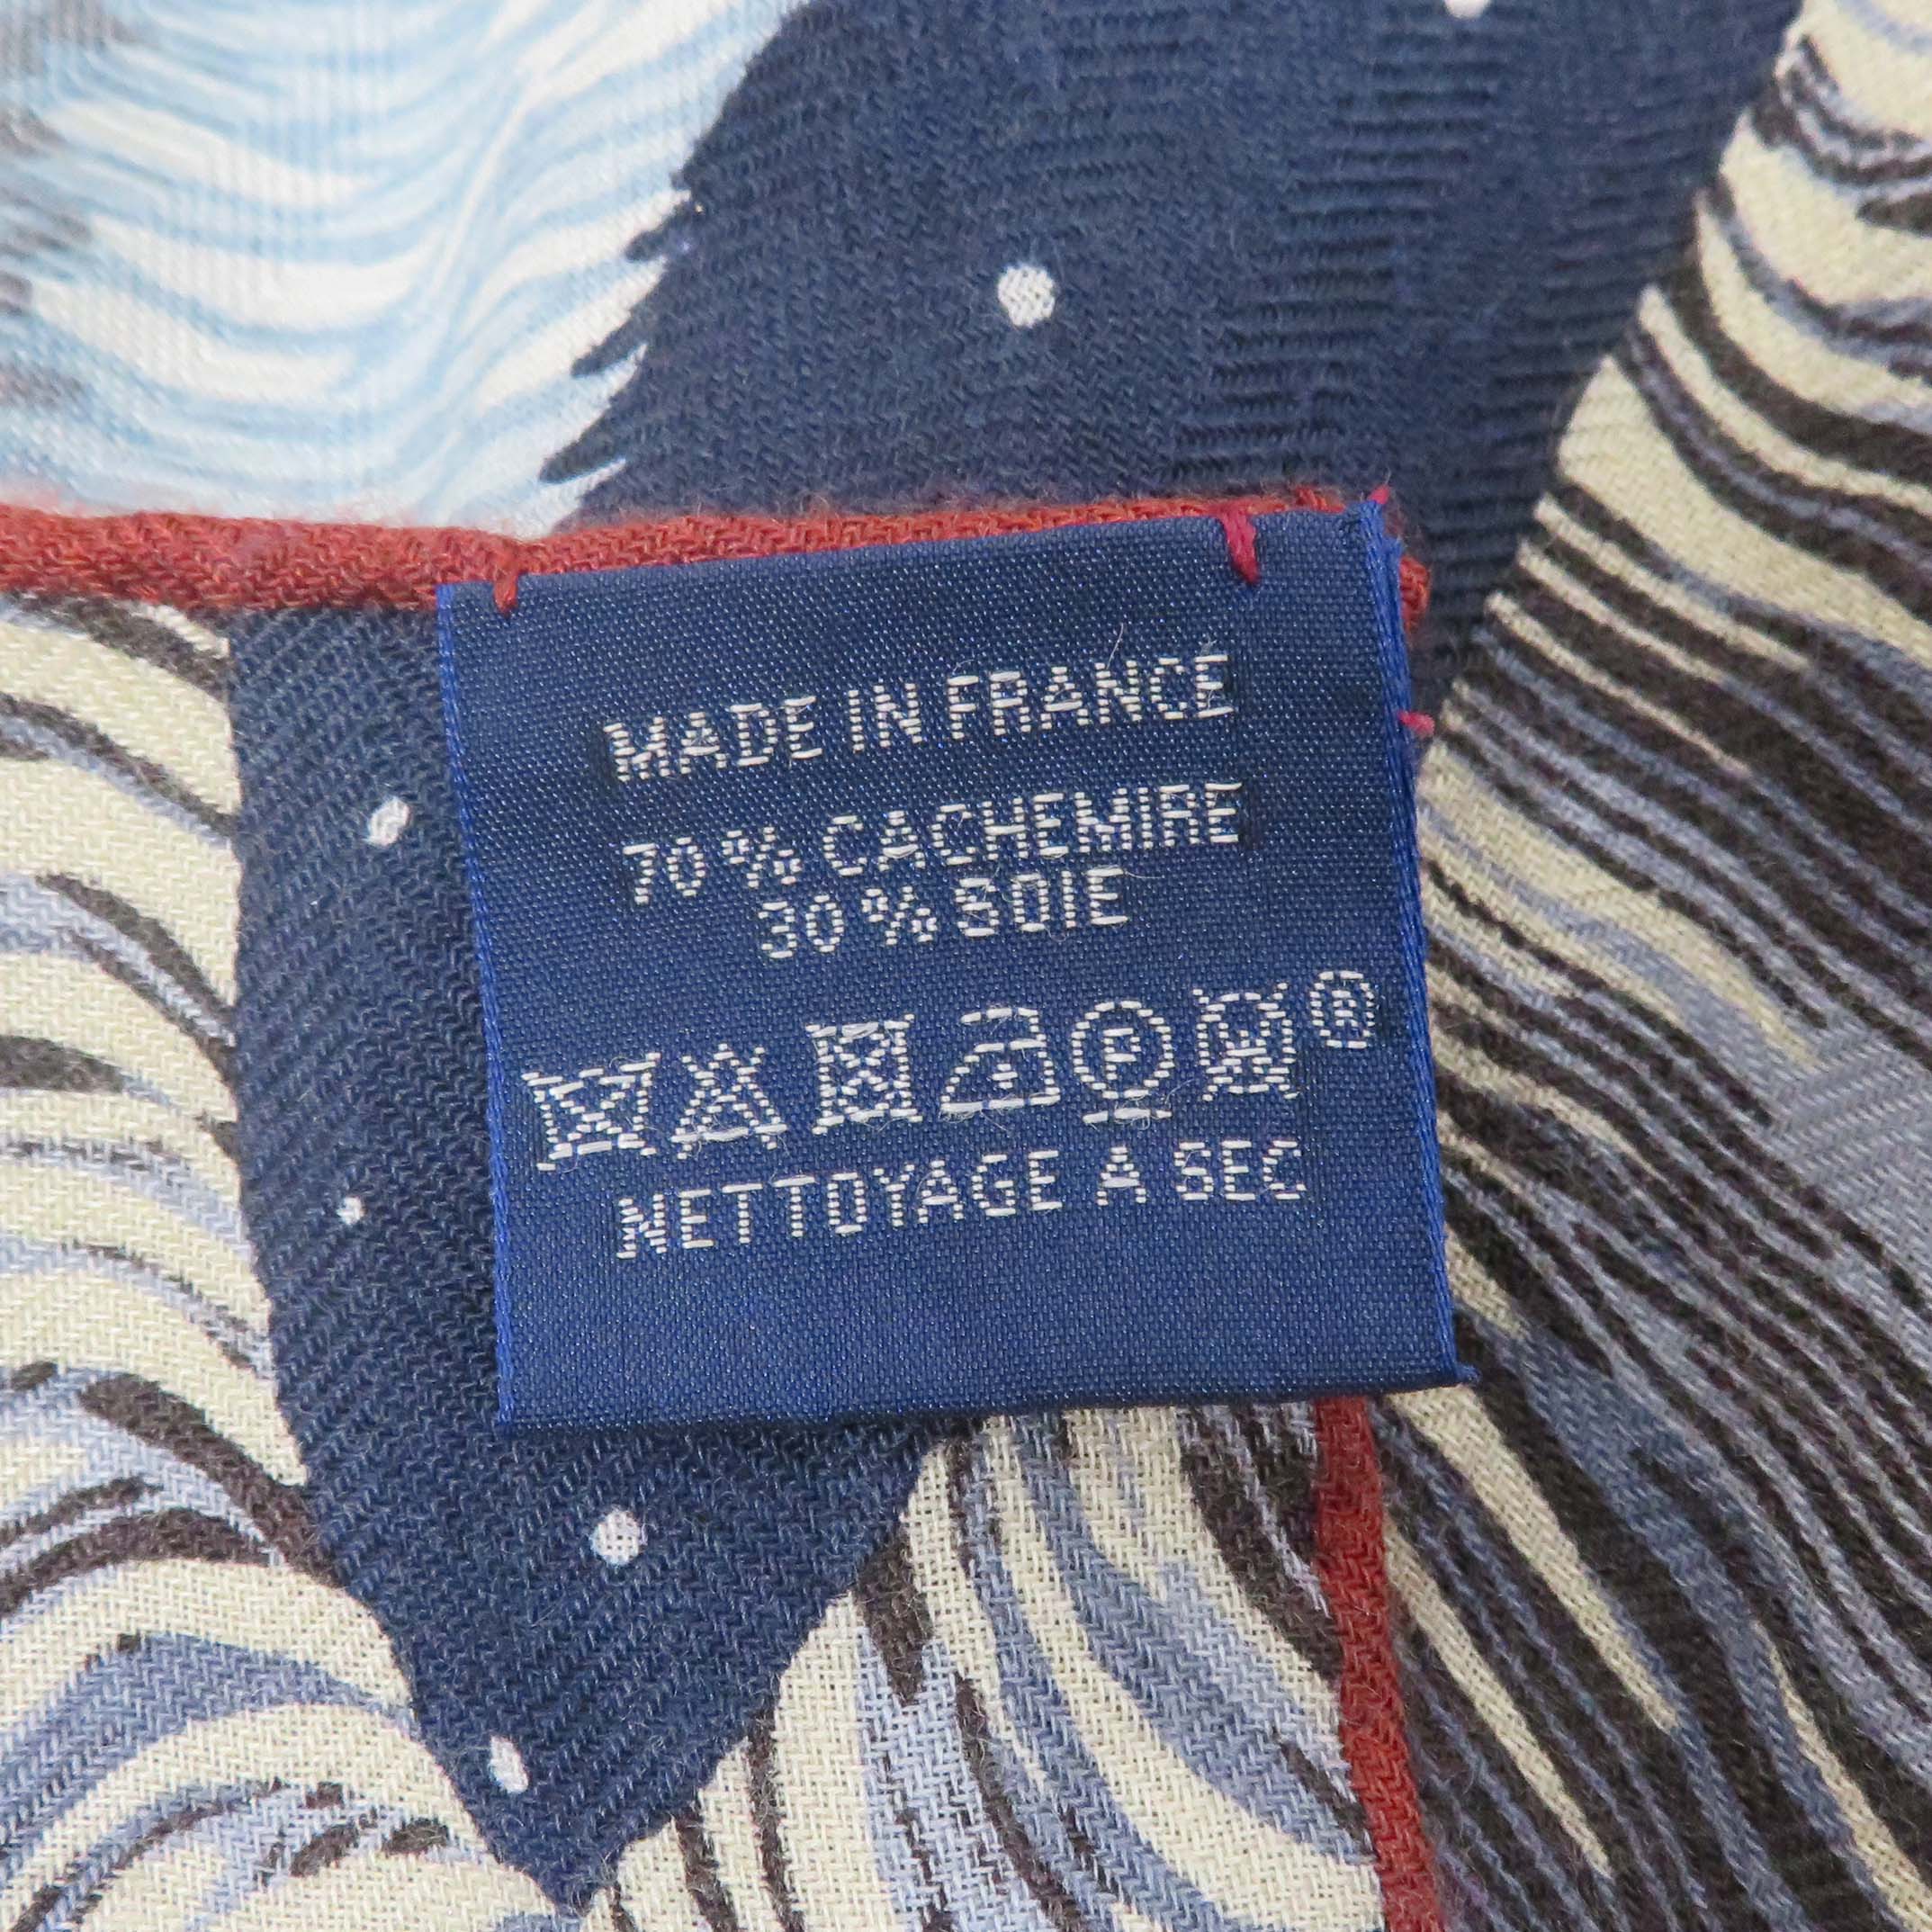 MADE IN FRANCE
70 % CACHEMIRE
30 % SOIE
P W ®
NETTOYAGE A SEC